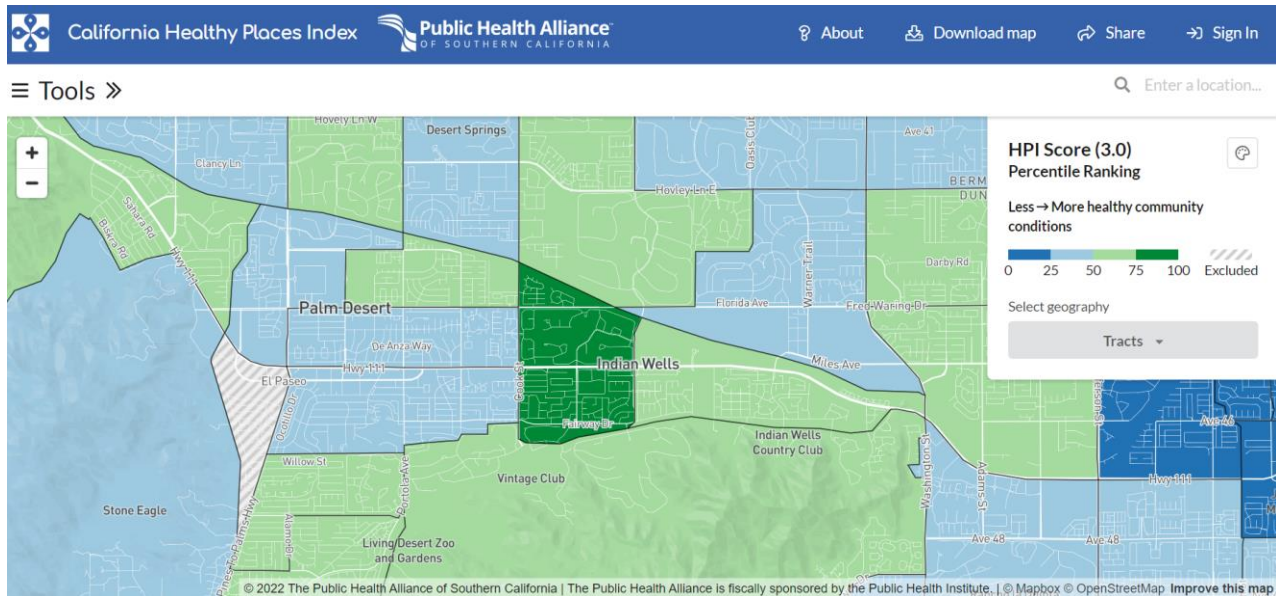 California Healthy Places Index
Public Health Alliance
OF SOUTHERN CALIFORNIA
About
Download map
Share
Sign In
Tools
Enter a location...
+
−
Hovely Ln W
Desert Springs
Oasis Club
Ave 41
Clancy Ln
Hovley Ln E
BERM
DUN
Sahara Rd
Biskra Rd
Hwy 111
Warner Trail
Darby Rd
Palm Desert
Florida Ave
Fred Waring Dr
De Anza Way
Hwy 111
Indian Wells
Miles Ave
El Paseo
Cook St
Ocotillo Dr
Fairway Dr
Indian Wells
Country Club
Washington St
Ave 46
Willow St
Portola Ave
Vintage Club
Adams St
Hwy 111
Stone Eagle
Alamo Dr
Living Desert Zoo
and Gardens
Ave 48
Ave 48
Pines To Palms Hwy
HPI Score (3.0)
Percentile Ranking
Less → More healthy community
conditions
0 25 50 75 100 Excluded
Select geography
Tracts
© 2022 The Public Health Alliance of Southern California | The Public Health Alliance is fiscally sponsored by the Public Health Institute. | © Mapbox © OpenStreetMap Improve this map